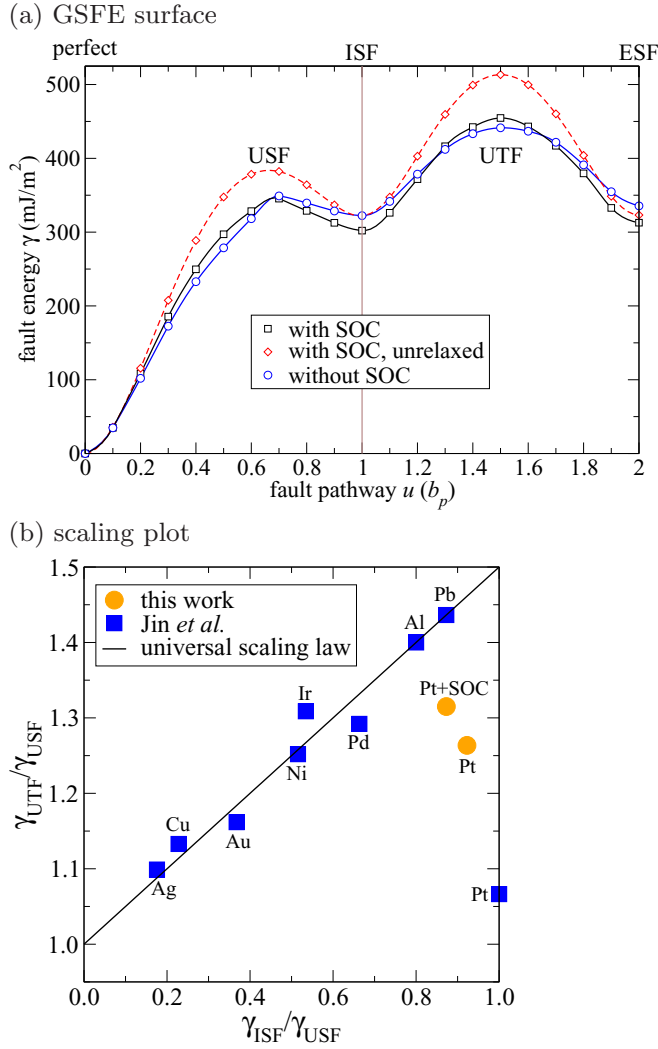 (a) GSFE surface
perfect ISF ESF
500
400
300
200
100
0
USF
UTF
with SOC
with SOC, unrelaxed
without SOC
0 0.2 0.4 0.6 0.8 1 1.2 1.4 1.6 1.8 2
fault energy γ (mJ/m²)
fault pathway u (b_p)
(b) scaling plot
1.5
1.4
1.3
1.2
1.1
1.0
this work
Jin et al.
universal scaling law
Pb
Al
Pt+SOC
Ir
Pd
Pt
Ni
Cu
Au
Ag
Pt
0.0 0.2 0.4 0.6 0.8 1.0
γ_UTF/γ_USF
γ_ISF/γ_USF